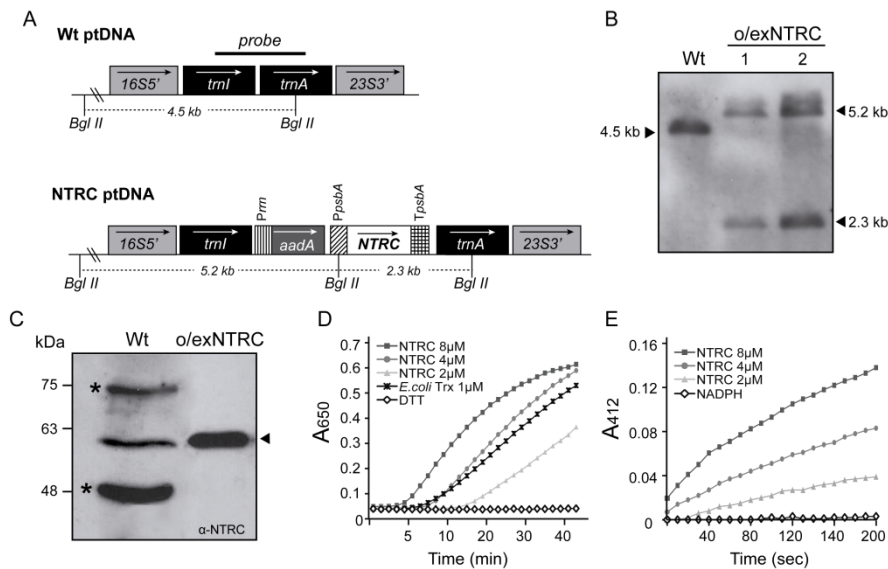 A
Wt ptDNA
probe
16S5' trnI trnA 23S3'
4.5 kb
Bgl II Bgl II
NTRC ptDNA
Prrn PpsbA TpsbA
16S5' trnI aadA NTRC trnA 23S3'
5.2 kb 2.3 kb
Bgl II Bgl II Bgl II
B
o/exNTRC
Wt 1 2
4.5 kb
5.2 kb
2.3 kb
C
kDa Wt o/exNTRC
75 *
63
48 *
α-NTRC
D
NTRC 8µM
NTRC 4µM
NTRC 2µM
E.coli Trx 1µM
DTT
A650
0.7
0.6
0.5
0.4
0.3
0.2
0.1
0
5 10 20 30 40
Time (min)
E
NTRC 8µM
NTRC 4µM
NTRC 2µM
NADPH
A412
0.16
0.12
0.08
0.04
0
40 80 120 160 200
Time (sec)